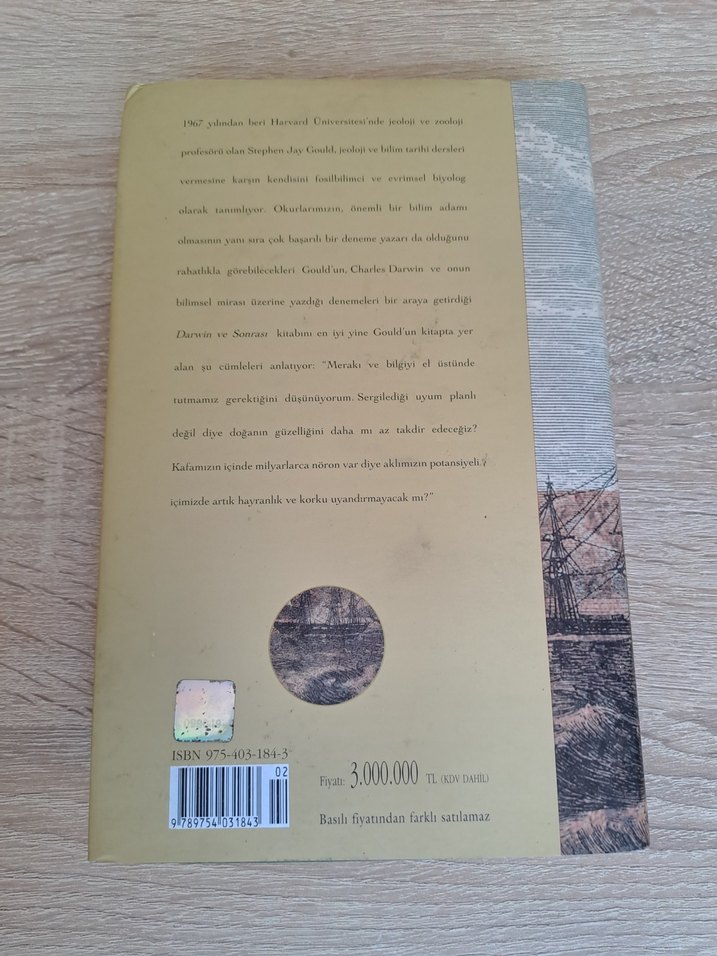 1967 yılından beri Harvard Üniversitesi'nde jeoloji ve zooloji
profesörü olan Stephen Jay Gould, jeoloji ve bilim tarihi dersleri
vermesine karşın kendisini fosilbilimci ve evrimsel biyolog
olarak tanımlıyor. Okurlarımızın, önemli bir bilim adamı
olmasının yanı sıra çok başarılı bir deneme yazarı da olduğunu
rahatlıkla görebilecekleri Gould'un, Charles Darwin ve onun
bilimsel mirası üzerine yazdığı denemeleri bir araya getirdiği
Darwin ve Sonrası kitabını en iyi yine Gould'un kitapta yer
alan şu cümleleri anlatıyor: "Merakı ve bilgiyi el üstünde
tutmamız gerektiğini düşünüyorum. Sergilediği uyum planlı
değil diye doğanın güzelliğini daha mı az takdir edeceğiz?
Kafamızın içinde milyarlarca nöron var diye aklımızın potansiyeli
içimizde artık hayranlık ve korku uyandırmayacak mı?"
ISBN 975-403-184-3
02
9 789754 031843
Fiyatı: 3.000.000 TL (KDV DAHİL)
Basılı fiyatından farklı satılamaz